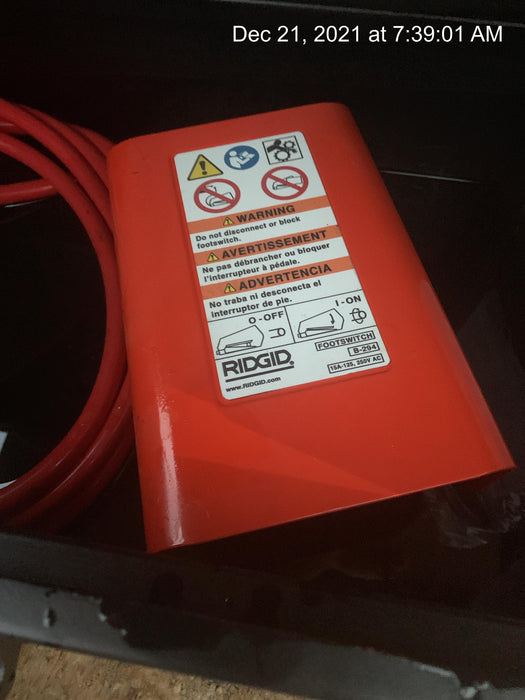 Dec 21, 2021 at 7:39:01 AM
WARNING
Do not disconnect or block
footswitch.
AVERTISSEMENT
Ne pas débrancher ou bloquer
l'interrupteur à pédale.
ADVERTENCIA
No traba ni desconecta el
interruptor de pie.
O - OFF
I - ON
RIDGID
www.RIDGID.com
FOOTSWITCH
B-294
15A-125, 250V AC